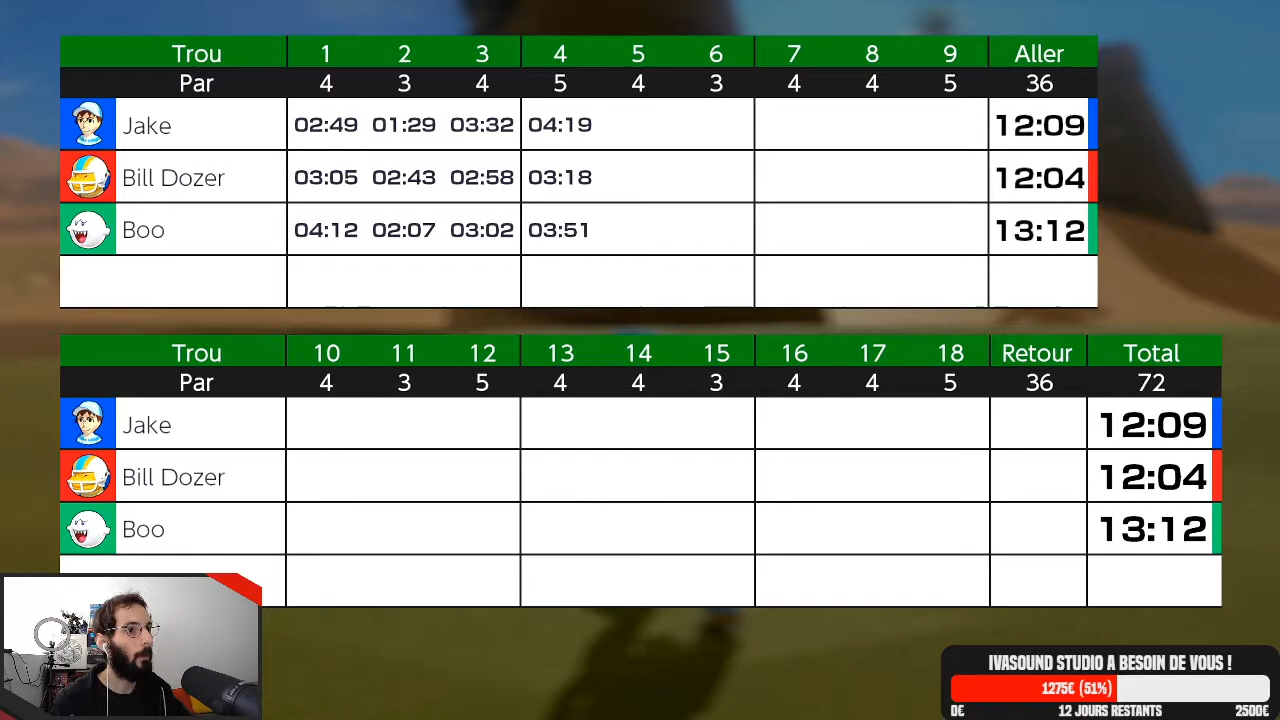 Trou 1 2 3 4 5 6 7 8 9 Aller
Par 4 3 4 5 4 3 4 4 5 36
Jake 02:49 01:29 03:32 04:19 12:09
Bill Dozer 03:05 02:43 02:58 03:18 12:04
Boo 04:12 02:07 03:02 03:51 13:12
Trou 10 11 12 13 14 15 16 17 18 Retour Total
Par 4 3 5 4 4 3 4 4 5 36 72
Jake 12:09
Bill Dozer 12:04
Boo 13:12
IVASOUND STUDIO A BESOIN DE VOUS !
1275€ (51%)
0€ 12 JOURS RESTANTS 2500€